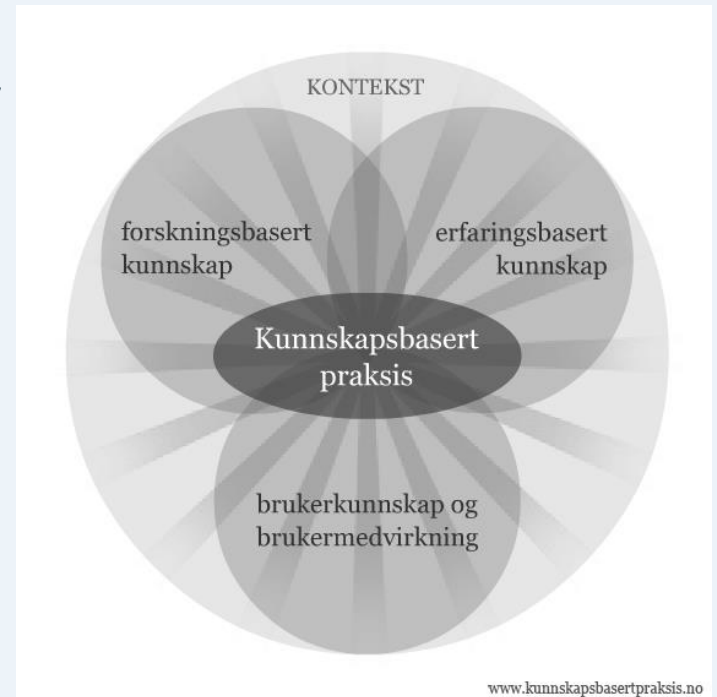 KONTEKST
forskningsbasert
kunnskap
erfaringsbasert
kunnskap
Kunnskapsbasert
praksis
brukerkunnskap og
brukermedvirkning
www.kunnskapsbasertpraksis.no